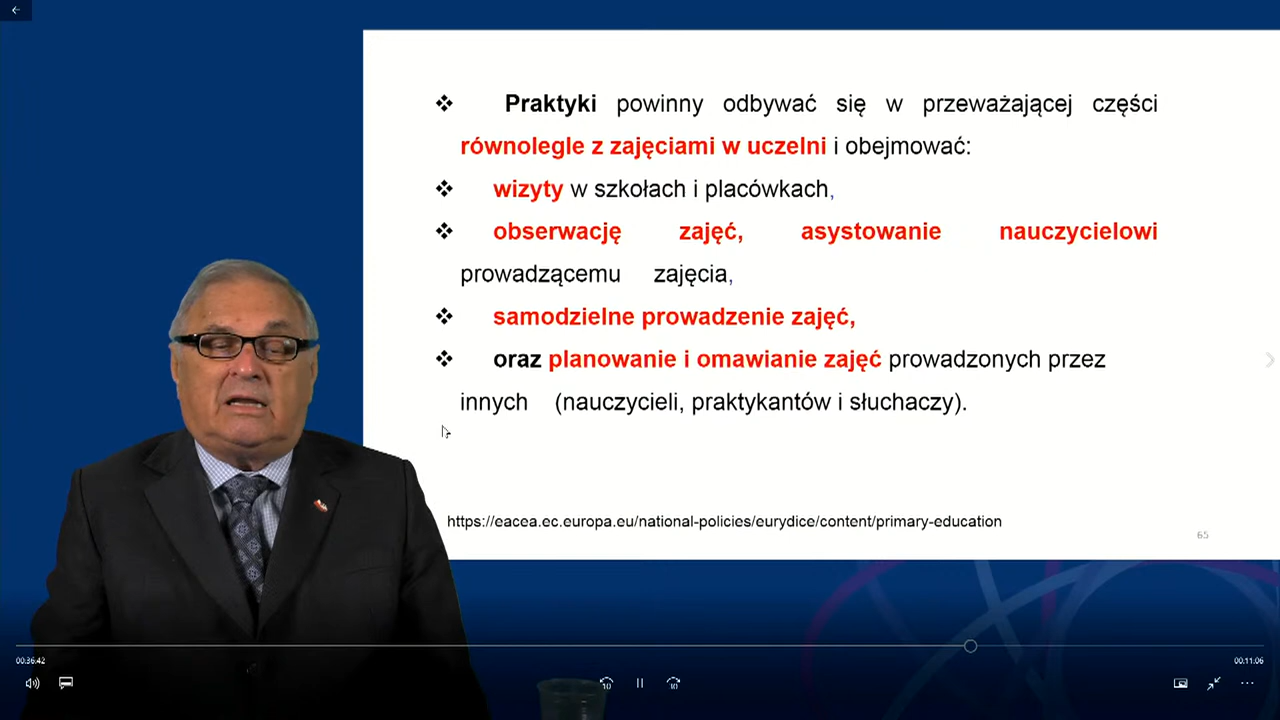 ❖ Praktyki powinny odbywać się w przeważającej części
równolegle z zajęciami w uczelni i obejmować:
❖ wizyty w szkołach i placówkach,
❖ obserwację zajęć, asystowanie nauczycielowi
prowadzącemu zajęcia,
❖ samodzielne prowadzenie zajęć,
❖ oraz planowanie i omawianie zajęć prowadzonych przez
innych (nauczycieli, praktykantów i słuchaczy).
https://eacea.ec.europa.eu/national-policies/eurydice/content/primary-education
65
00:36:42
00:11:06
10
10